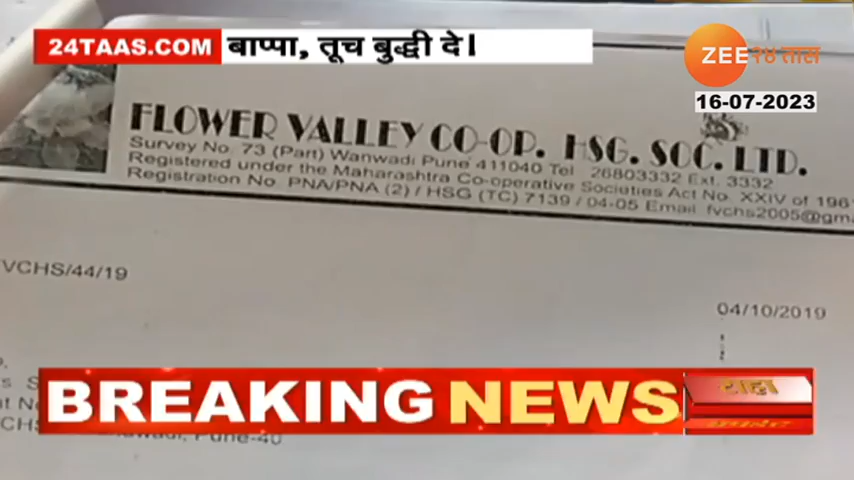 24TAAS.COM बाप्पा, तूच बुद्धी दे!
ZEE २४ तास
16-07-2023
FLOWER VALLEY CO-OP. HSG. SOC. LTD.
Survey No. 73 (Part) Wanwadi Pune 411040 Tel 26803332 Ext. 3332
Registered under the Maharashtra Co-operative Societies Act No. XXIV of 196
Registration No PNA/PNA (2) / HSG (TC) 7139 / 04-05 Email fvchs2005@gma
VCHS/44/19
04/10/2019
BREAKING NEWS
Pune-40